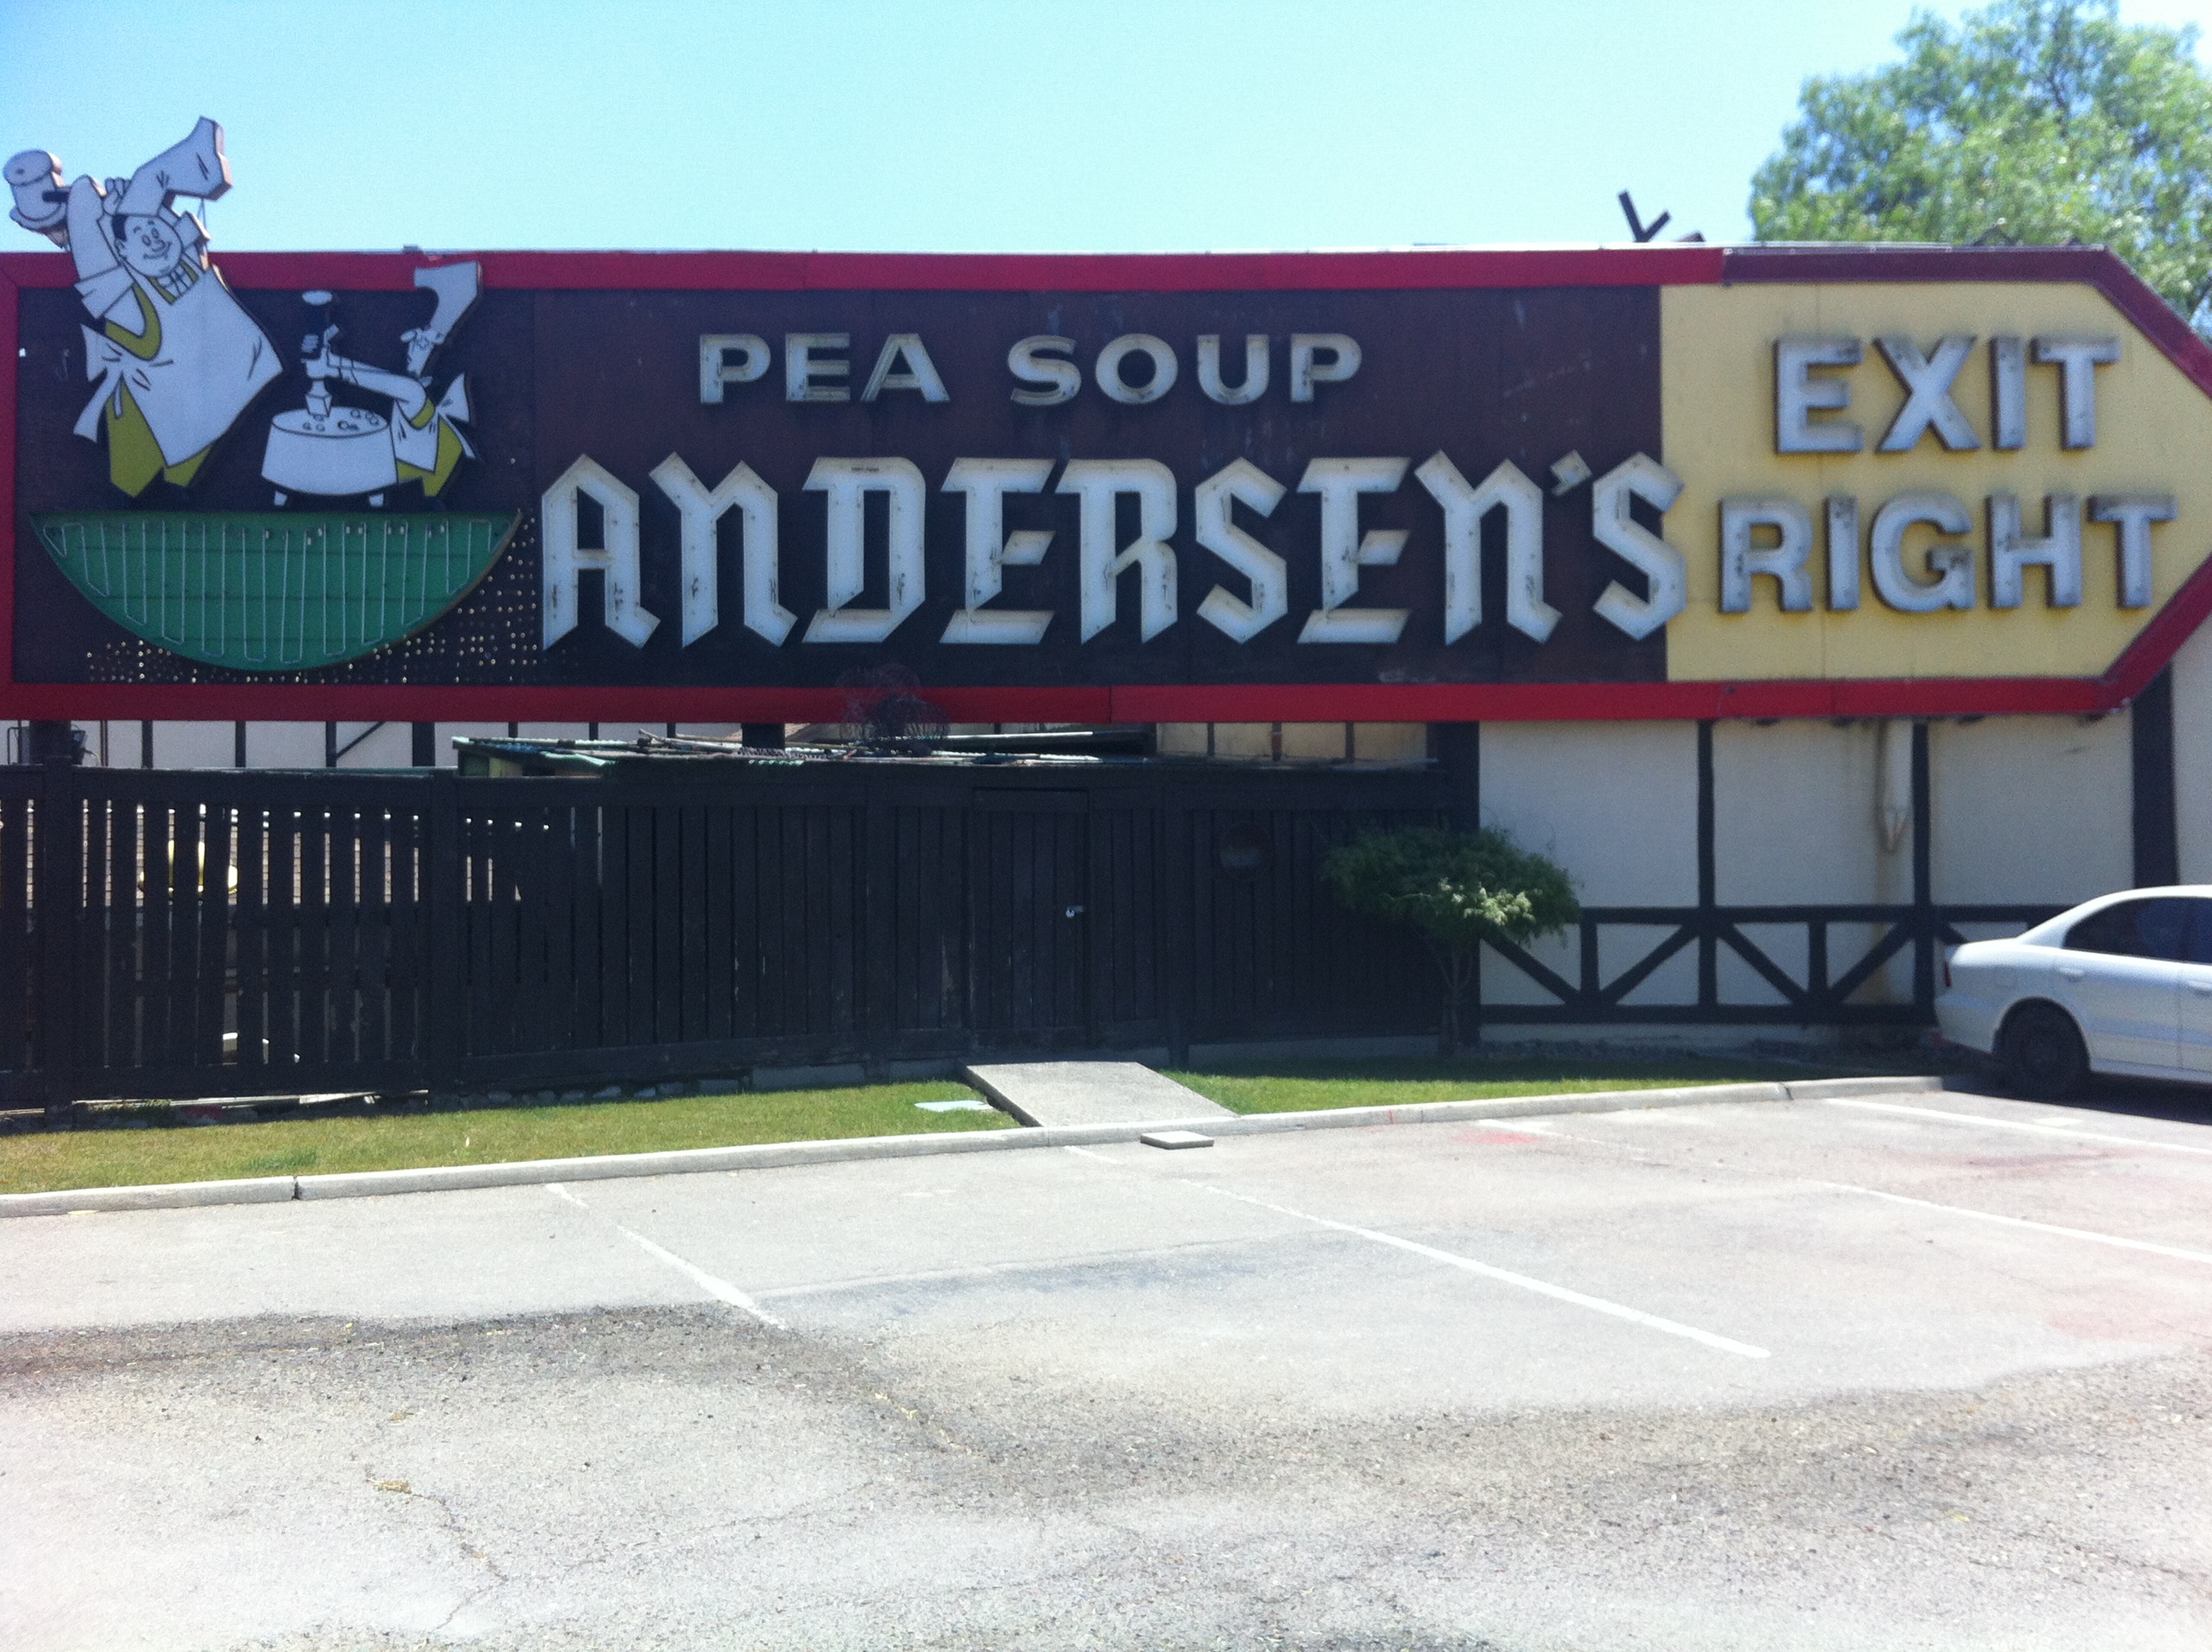 PEA SOUP
ANDERSEN'S
EXIT
RIGHT